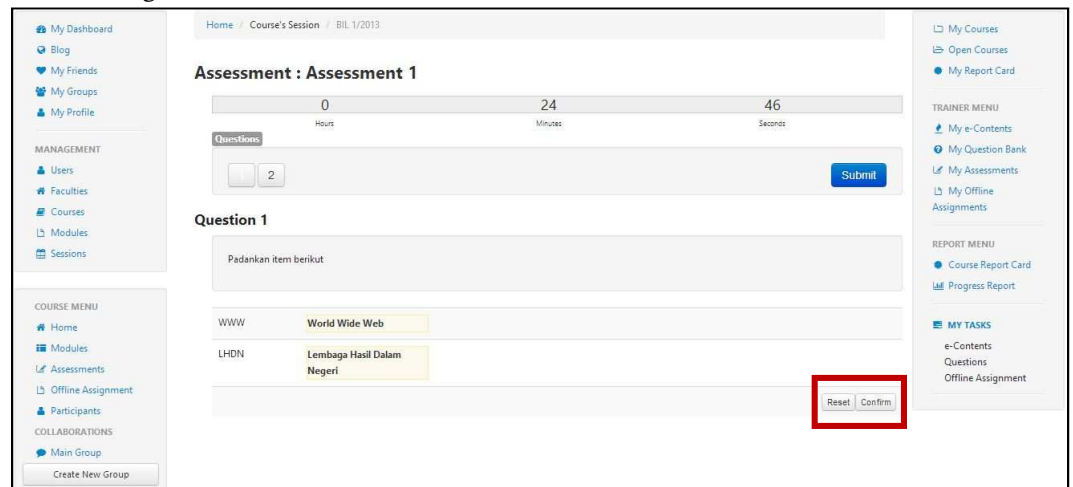 My Dashboard
Blog
My Friends
My Groups
My Profile
MANAGEMENT
Users
Faculties
Courses
Modules
Sessions
COURSE MENU
Home
Modules
Assessments
Offline Assignment
Participants
COLLABORATIONS
Main Group
Create New Group
Home / Course's Session / BIL 1/2013
Assessment : Assessment 1
0 24 46
Hours Minutes Seconds
Questions
1 2 Submit
Question 1
Padankan item berikut
WWW World Wide Web
LHDN Lembaga Hasil Dalam
Negeri
Reset Confirm
My Courses
Open Courses
My Report Card
TRAINER MENU
My e-Contents
My Question Bank
My Assessments
My Offline
Assignments
REPORT MENU
Course Report Card
Progress Report
MY TASKS
e-Contents
Questions
Offline Assignment